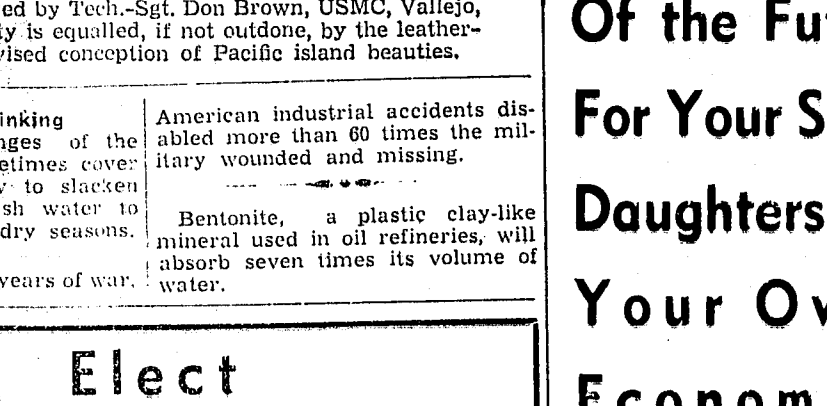 ed by Tech.-Sgt. Don Brown, USMC, Vallejo,
ty is equalled, if not outdone, by the leather-
vised conception of Pacific island beauties.
inking
nges of the
etimes cover
y to slacken
sh water to
dry seasons.
years of war.
American industrial accidents dis-
abled more than 60 times the mil-
itary wounded and missing.
Bentonite, a plastic clay-like
mineral used in oil refineries, will
absorb seven times its volume of
water.
Elect
Of the Fu
For Your S
Daughters
Your Ow
Econom